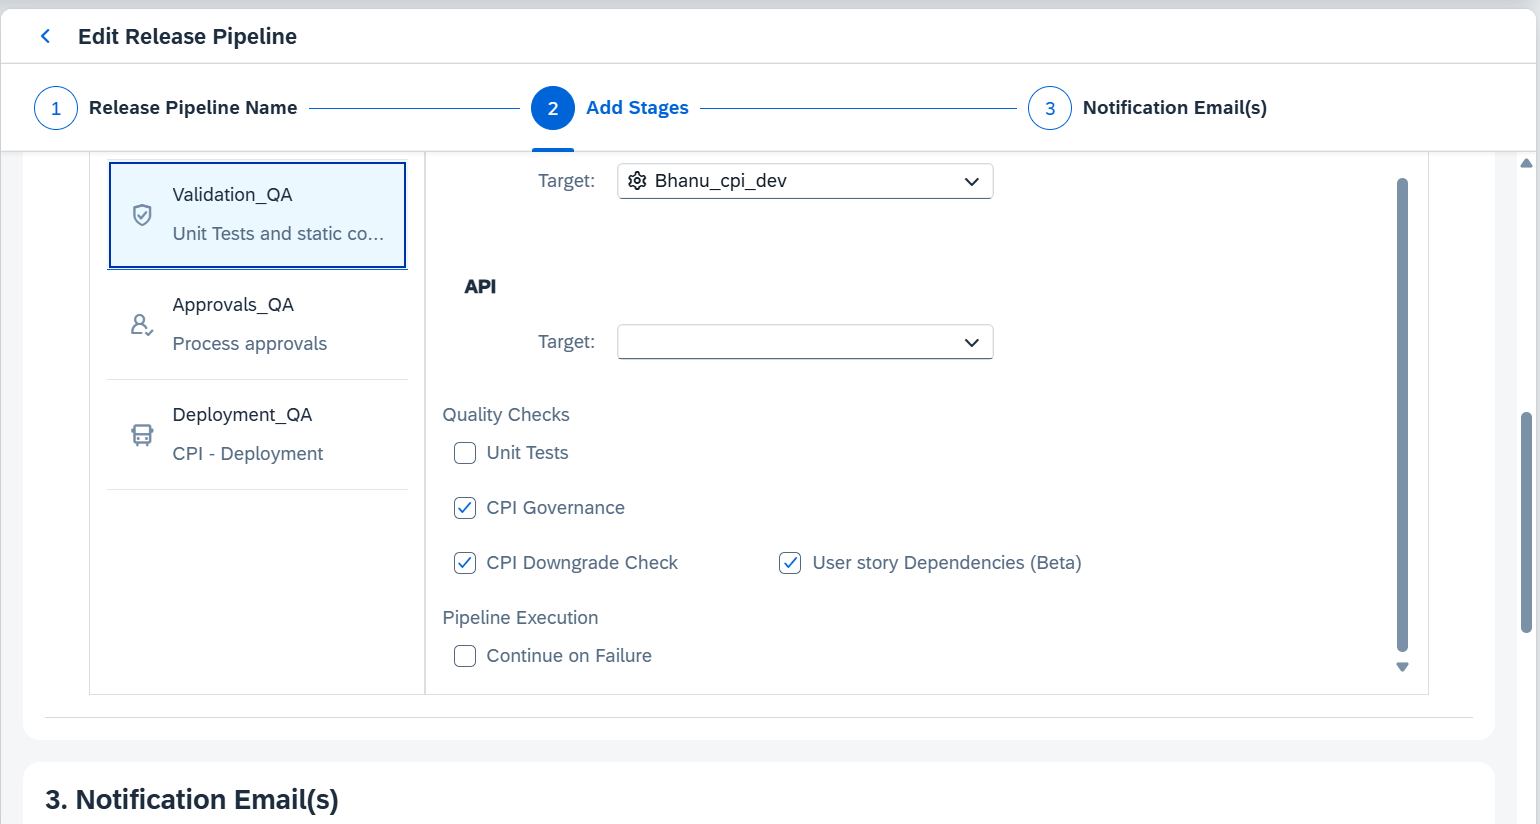 Edit Release Pipeline
1 Release Pipeline Name 2 Add Stages 3 Notification Email(s)
Validation_QA
Unit Tests and static co...
Approvals_QA
Process approvals
Deployment_QA
CPI - Deployment
Target: Bhanu_cpi_dev
API
Target:
Quality Checks
Unit Tests
CPI Governance
CPI Downgrade Check User story Dependencies (Beta)
Pipeline Execution
Continue on Failure
3. Notification Email(s)